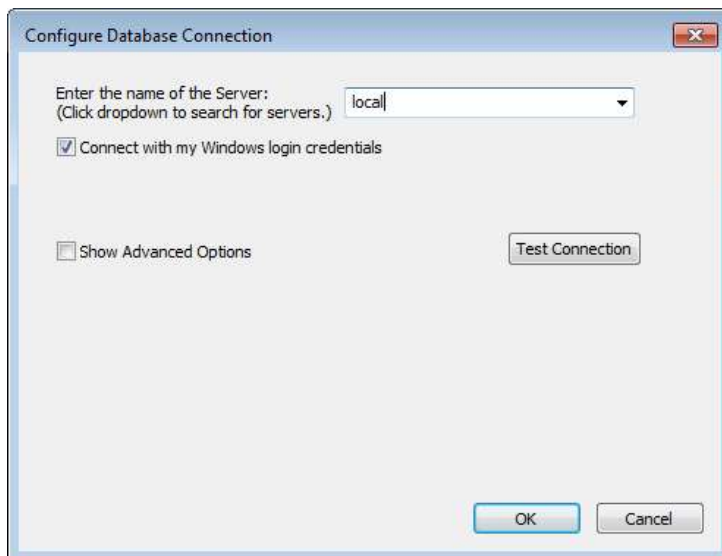 Configure Database Connection
Enter the name of the Server:
(Click dropdown to search for servers.)
local
Connect with my Windows login credentials
Show Advanced Options
Test Connection
OK
Cancel